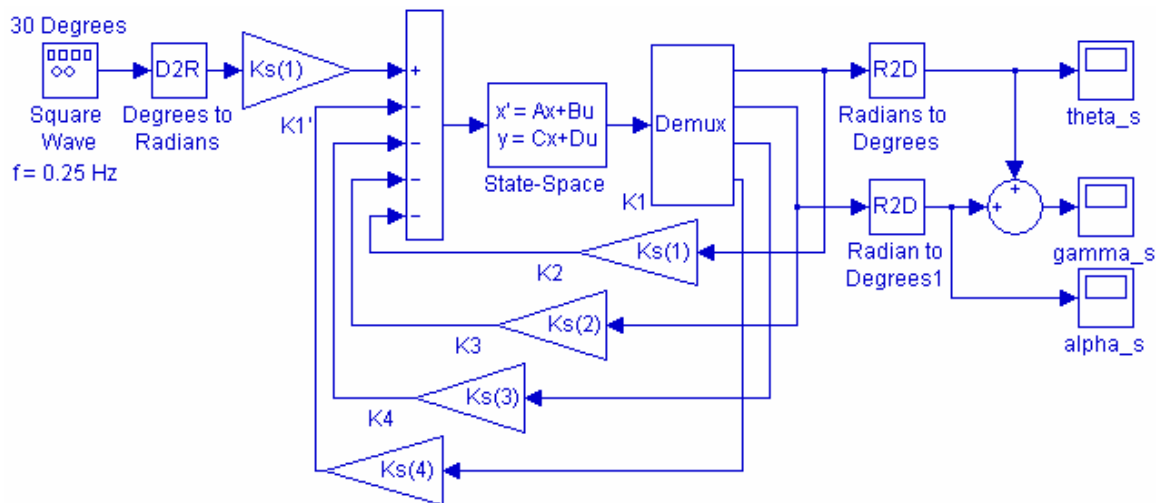 30 Degrees
Square
Wave
f = 0.25 Hz
D2R
Degrees to
Radians
Ks(1)
K1'
+
−
−
−
−
x' = Ax+Bu
y = Cx+Du
State-Space
Demux
K1
R2D
Radians to
Degrees
theta_s
R2D
Radian to
Degrees1
+
+
gamma_s
alpha_s
Ks(1)
K2
Ks(2)
K3
Ks(3)
K4
Ks(4)